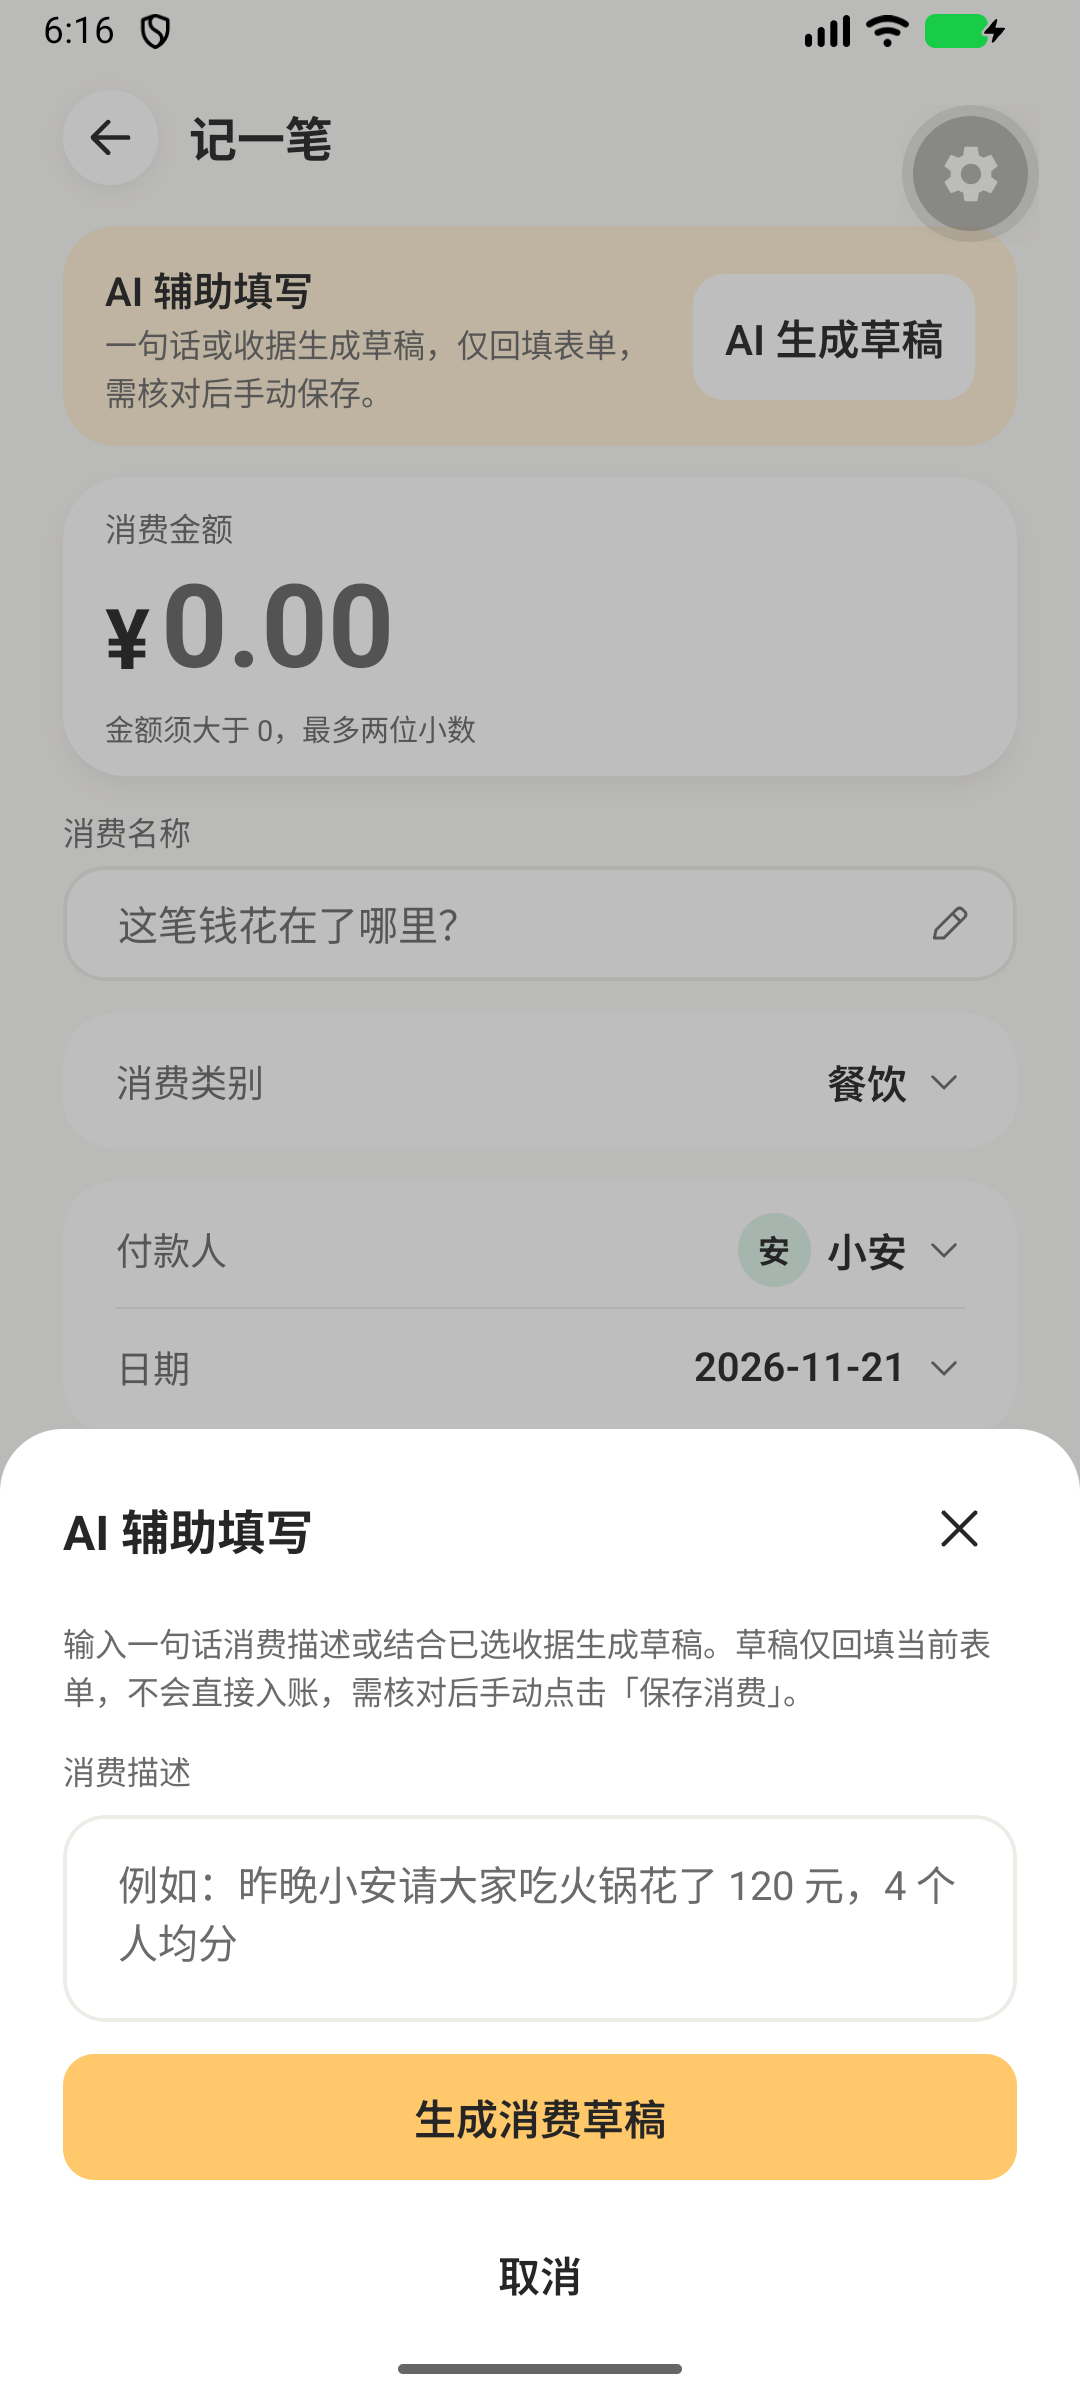 6:16
记一笔
AI 辅助填写
一句话或收据生成草稿，仅回填表单，
需核对后手动保存。
AI 生成草稿
消费金额
¥ 0.00
金额须大于 0，最多两位小数
消费名称
这笔钱花在了哪里？
消费类别
餐饮
付款人
安 小安
日期
2026-11-21
AI 辅助填写
输入一句话消费描述或结合已选收据生成草稿。草稿仅回填当前表
单，不会直接入账，需核对后手动点击「保存消费」。
消费描述
例如：昨晚小安请大家吃火锅花了 120 元，4 个
人均分
生成消费草稿
取消